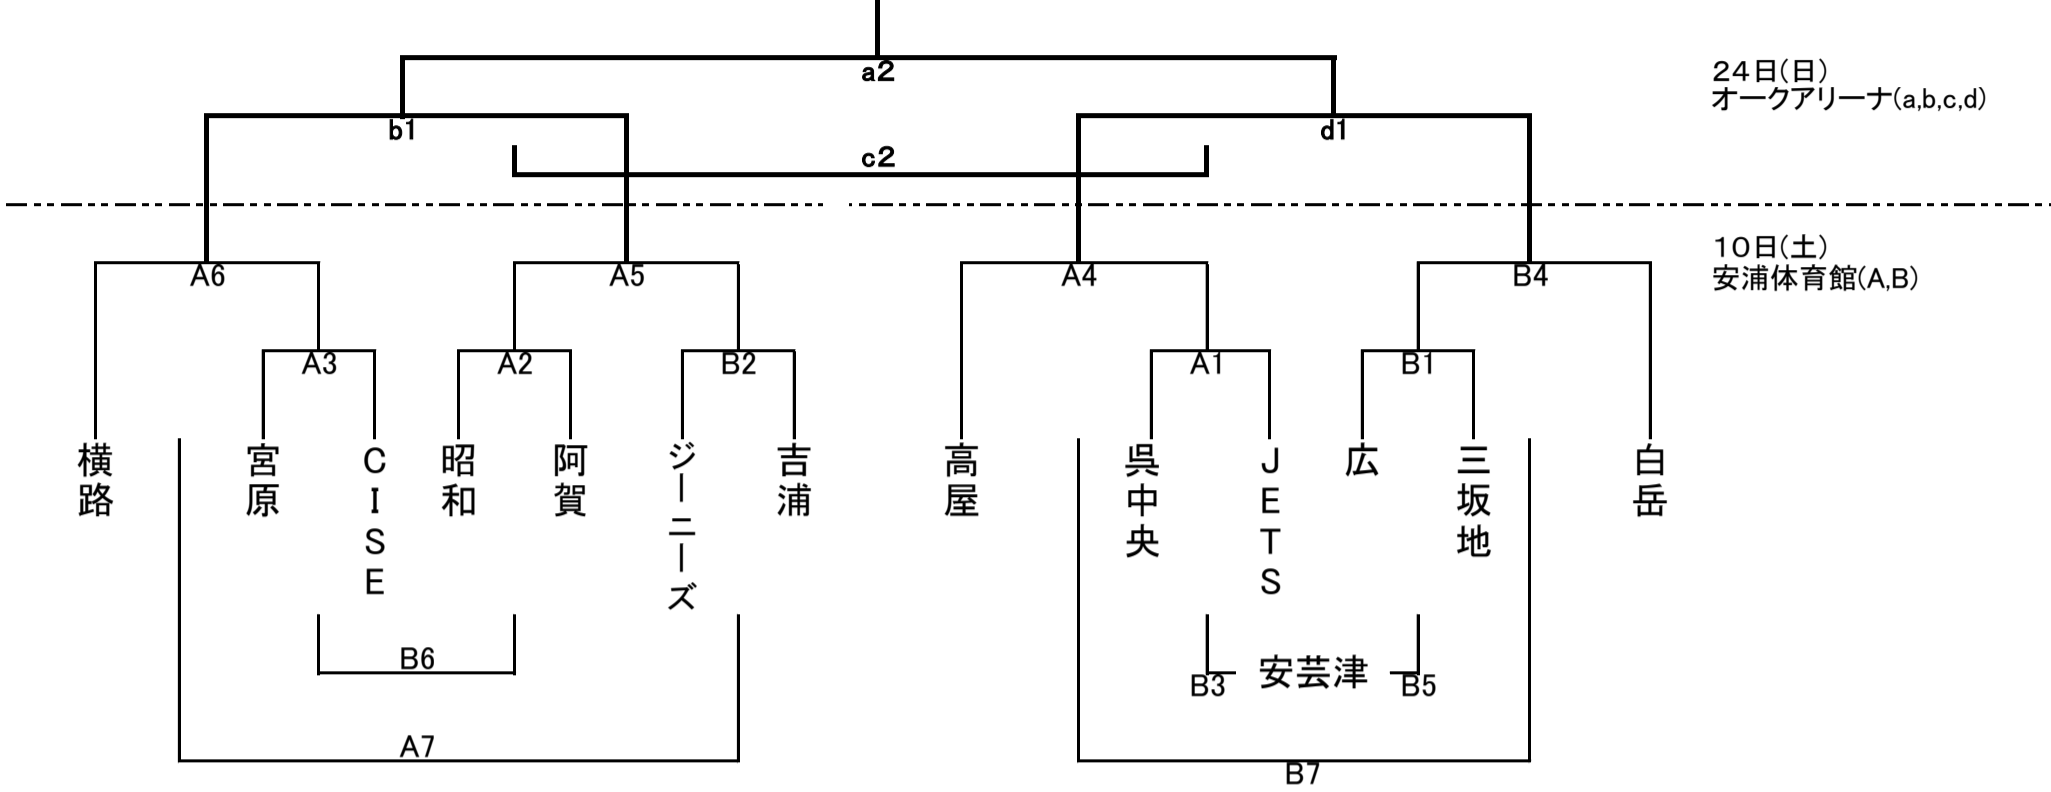 a2
24日(日)
オークアリーナ(a,b,c,d)
b1
d1
c2
10日(土)
安浦体育館(A,B)
A6
A5
A4
B4
A3
A2
B2
A1
B1
横路
宮原
CISE
昭和
阿賀
ジーニーズ
吉浦
高屋
呉中央
JETS
広
三坂地
白岳
B6
安芸津
B3
B5
A7
B7